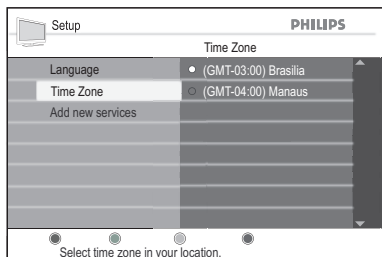 Setup
PHILIPS
Time Zone
Language
(GMT-03:00) Brasilia
Time Zone
(GMT-04:00) Manaus
Add new services
Select time zone in your location.